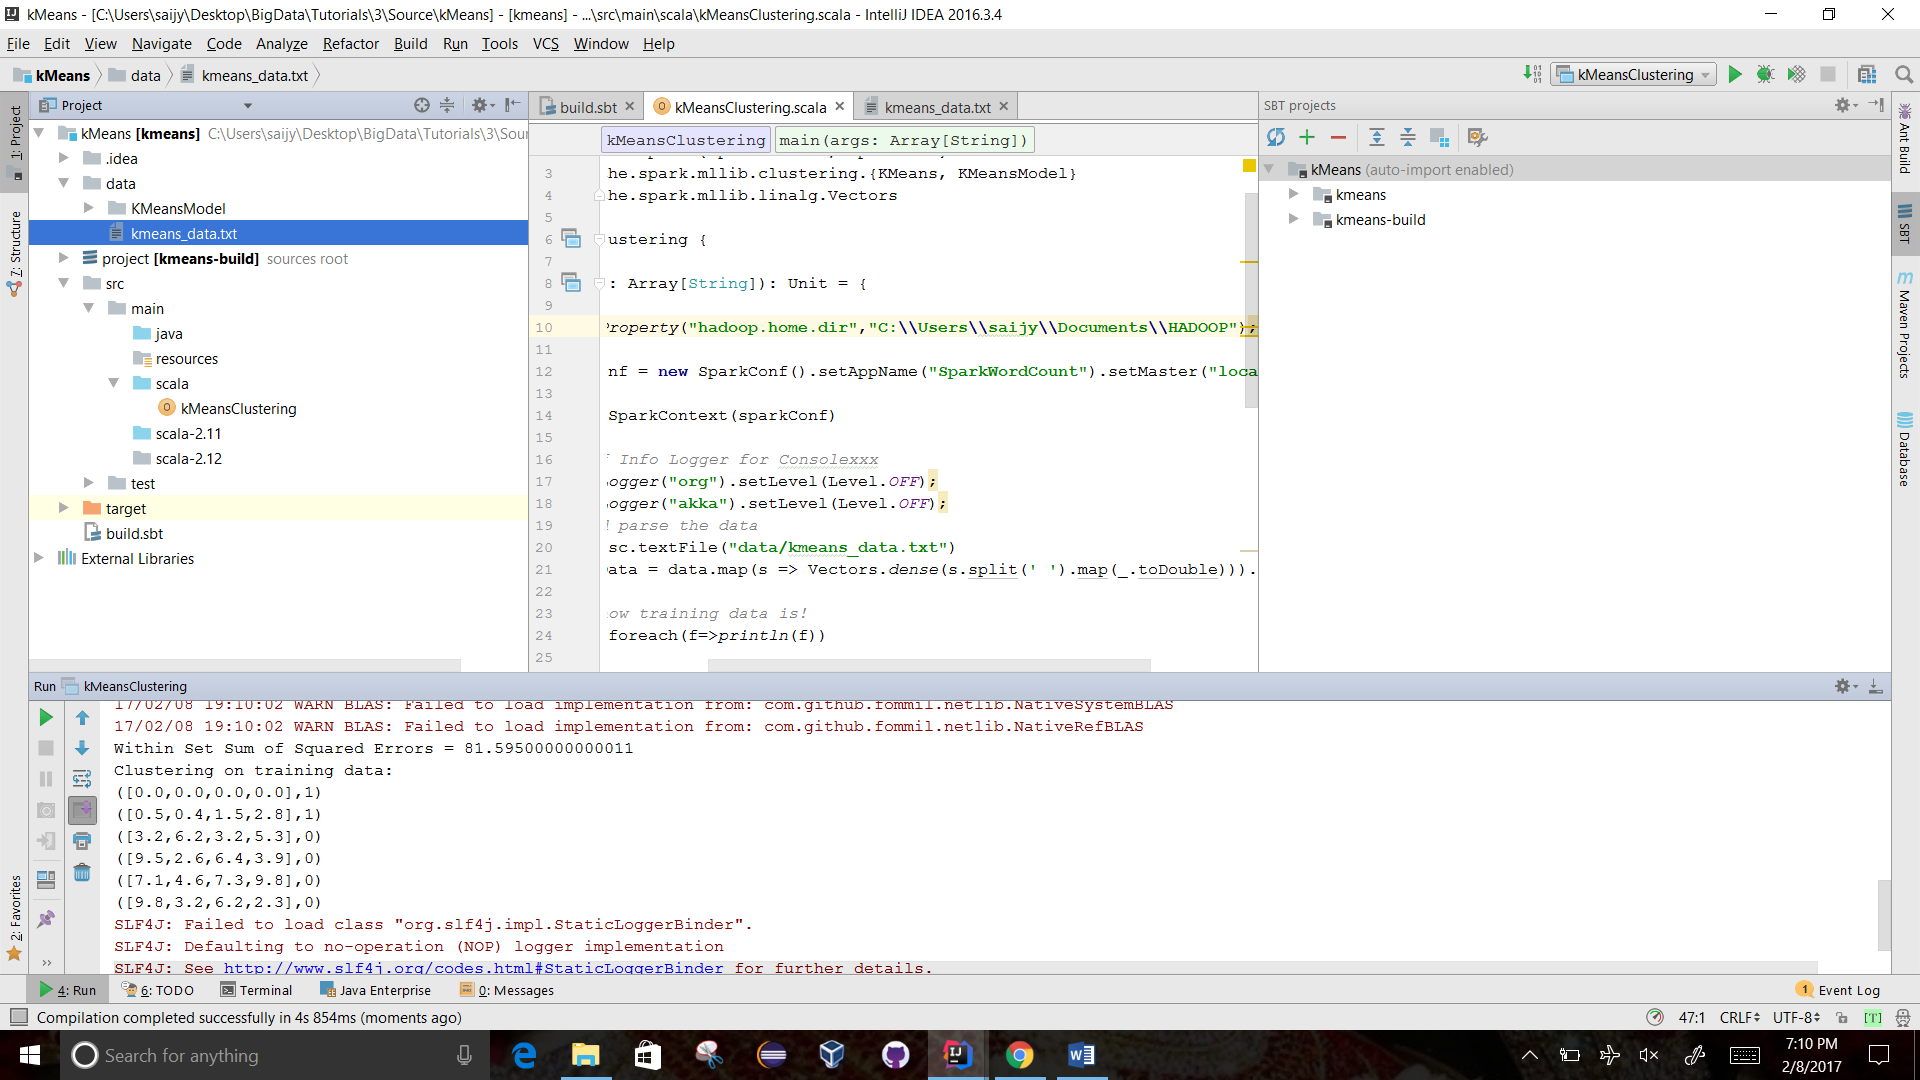 kMeans - [C:\Users\saijy\Desktop\BigData\Tutorials\3\Source\kMeans] - [kmeans] - ...\src\main\scala\kMeansClustering.scala - IntelliJ IDEA 2016.3.4
File Edit View Navigate Code Analyze Refactor Build Run Tools VCS Window Help
kMeans data kmeans_data.txt
kMeansClustering
Project
build.sbt kMeansClustering.scala kmeans_data.txt
SBT projects
kMeansClustering main(args: Array[String])
1: Project
7: Structure
2: Favorites
kMeans [kmeans] C:\Users\saijy\Desktop\BigData\Tutorials\3\Sour
.idea
data
KMeansModel
kmeans_data.txt
project [kmeans-build] sources root
src
main
java
resources
scala
kMeansClustering
scala-2.11
scala-2.12
test
target
build.sbt
External Libraries
3 he.spark.mllib.clustering.{KMeans, KMeansModel}
4 he.spark.mllib.linalg.Vectors
5
6 ustering {
7
8 : Array[String]): Unit = {
9
10 Property("hadoop.home.dir","C:\\Users\\saijy\\Documents\\HADOOP");
11
12 nf = new SparkConf().setAppName("SparkWordCount").setMaster("loca
13
14 SparkContext(sparkConf)
15
16 Info Logger for Consolexxx
17 ogger("org").setLevel(Level.OFF);
18 ogger("akka").setLevel(Level.OFF);
19 parse the data
20 sc.textFile("data/kmeans_data.txt")
21 ata = data.map(s => Vectors.dense(s.split(' ').map(_.toDouble))).
22
23 ow training data is!
24 foreach(f=>println(f))
25
kMeans (auto-import enabled)
kmeans
kmeans-build
Ant Build
SBT
Maven Projects
Database
Run kMeansClustering
17/02/08 19:10:02 WARN BLAS: Failed to load implementation from: com.github.fommil.netlib.NativeSystemBLAS
17/02/08 19:10:02 WARN BLAS: Failed to load implementation from: com.github.fommil.netlib.NativeRefBLAS
Within Set Sum of Squared Errors = 81.59500000000011
Clustering on training data:
([0.0,0.0,0.0,0.0],1)
([0.5,0.4,1.5,2.8],1)
([3.2,6.2,3.2,5.3],0)
([9.5,2.6,6.4,3.9],0)
([7.1,4.6,7.3,9.8],0)
([9.8,3.2,6.2,2.3],0)
SLF4J: Failed to load class "org.slf4j.impl.StaticLoggerBinder".
SLF4J: Defaulting to no-operation (NOP) logger implementation
SLF4J: See http://www.slf4j.org/codes.html#StaticLoggerBinder for further details.
4: Run 6: TODO Terminal Java Enterprise 0: Messages 1 Event Log
Compilation completed successfully in 4s 854ms (moments ago) 47:1 CRLF UTF-8 [T]
Search for anything
7:10 PM
2/8/2017